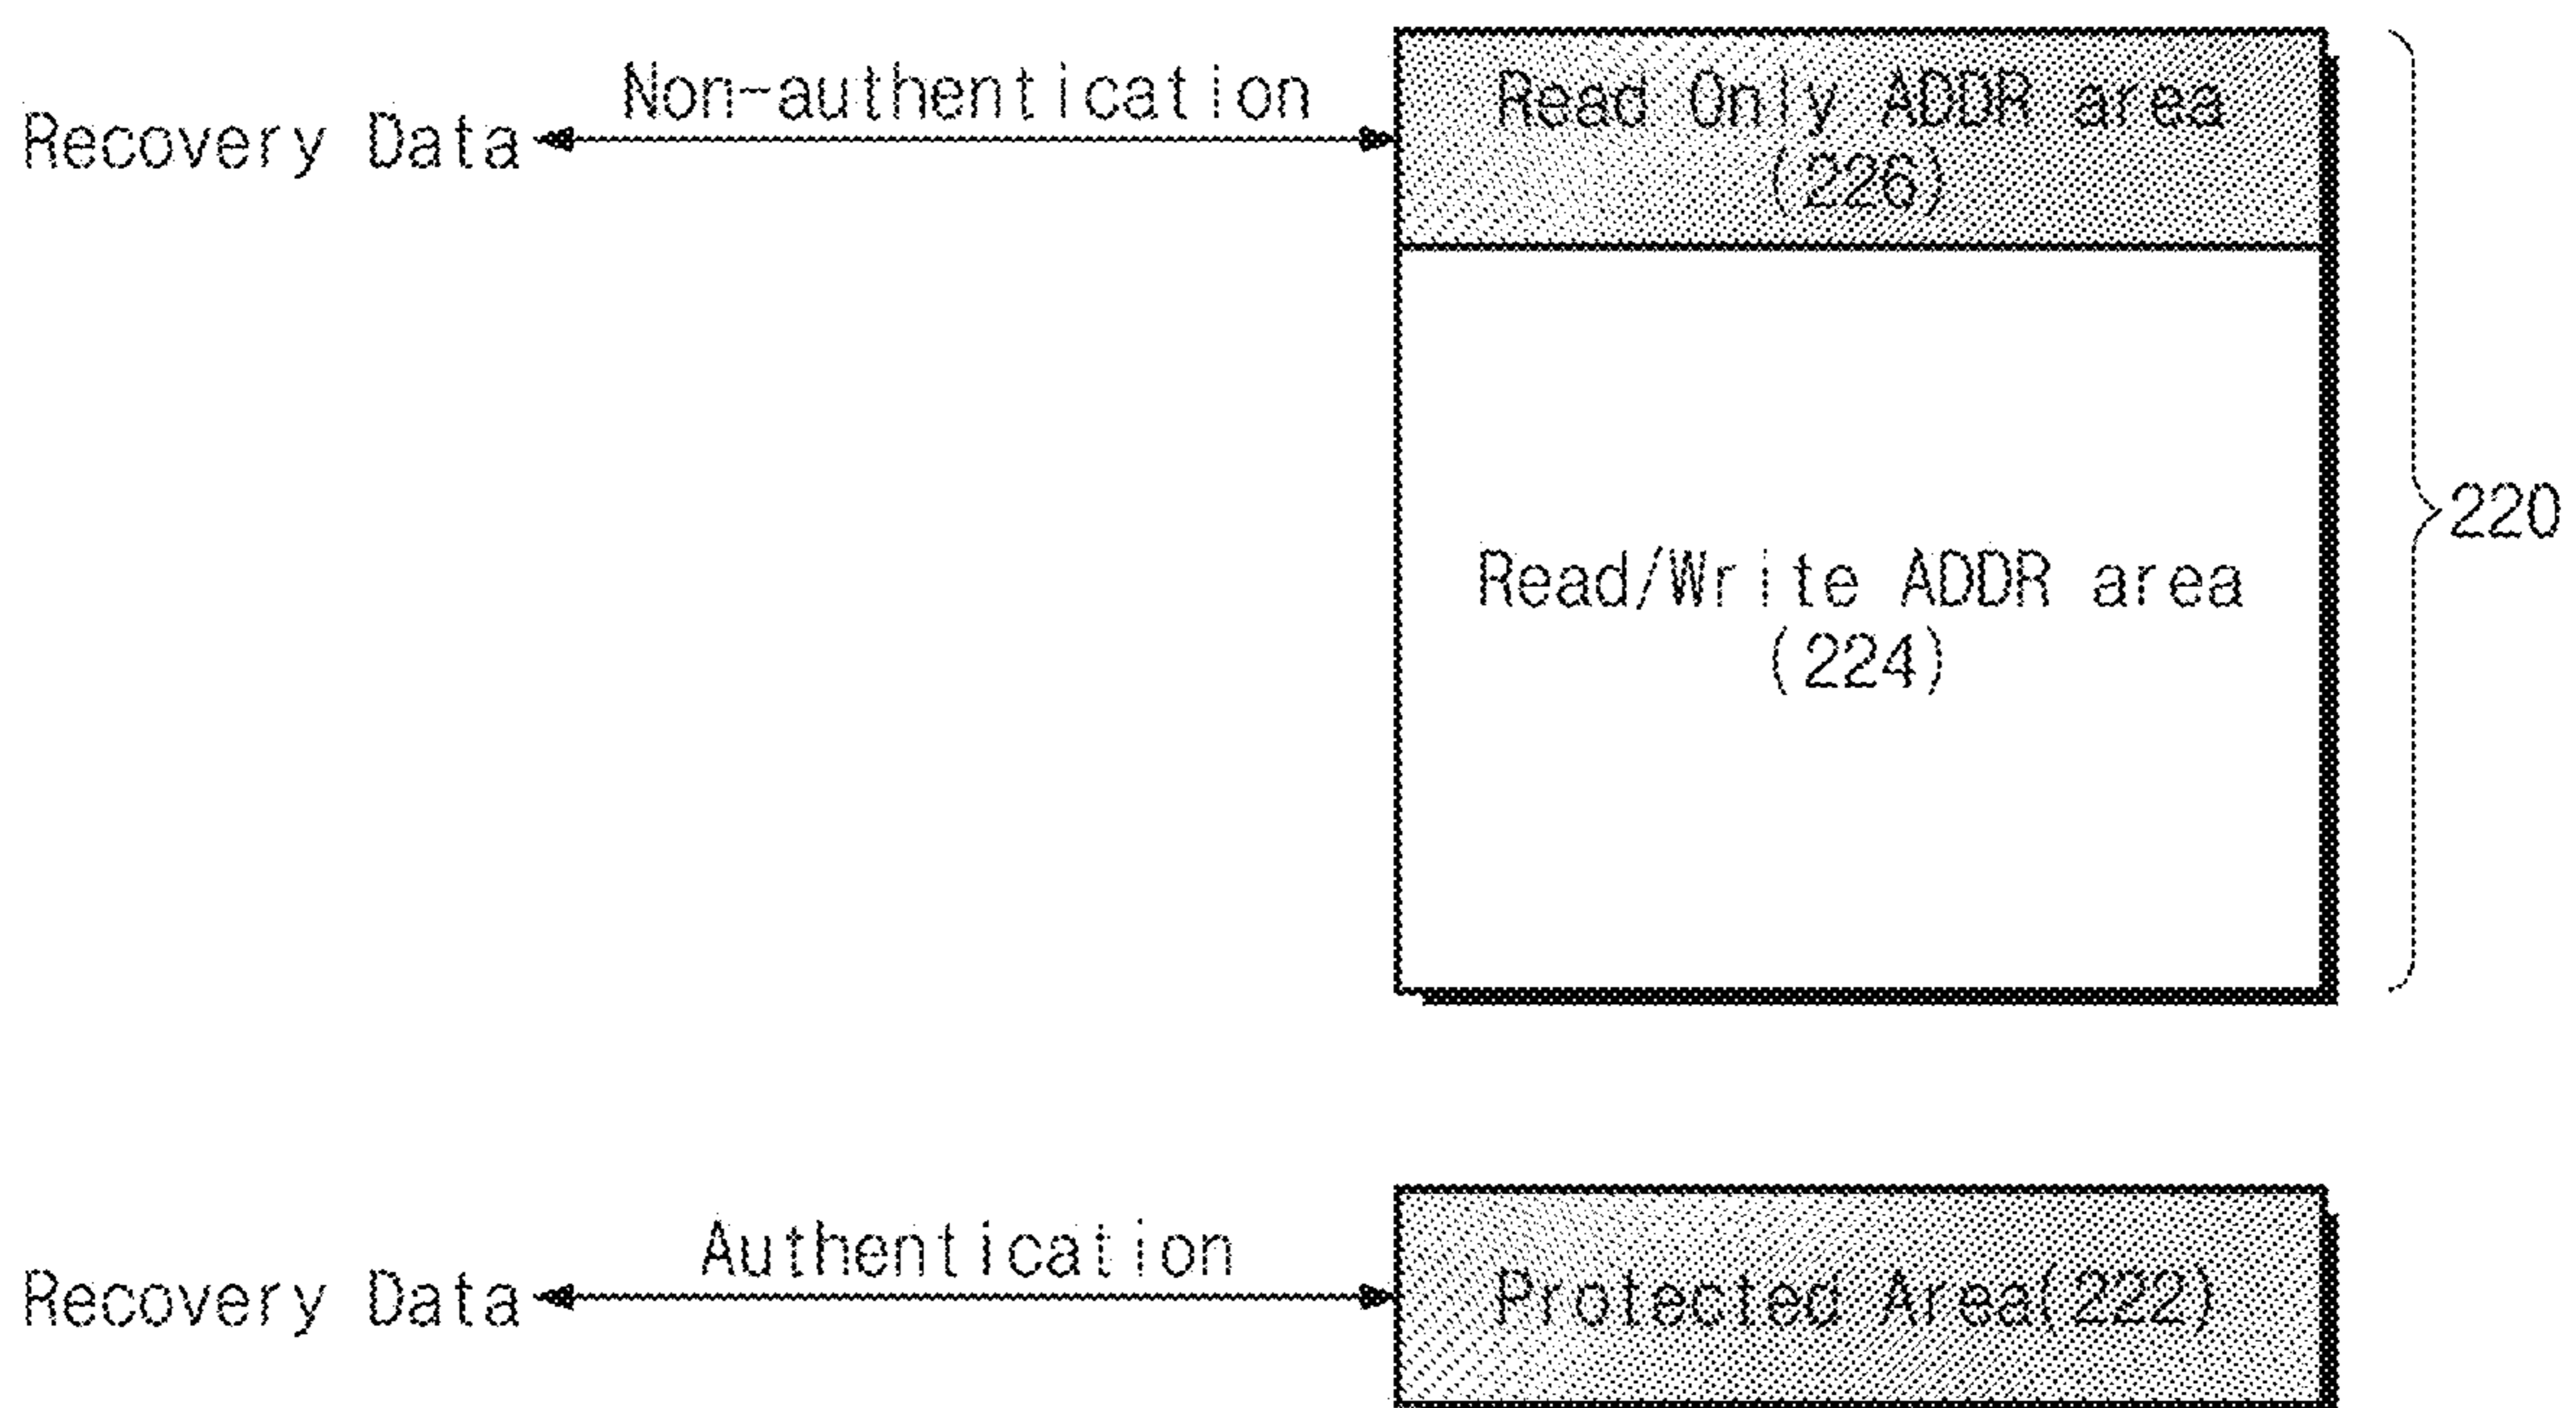 Non-authentication
Recovery Data
Read Only ADDR area
(226)
220
Read/Write ADDR area
(224)
Authentication
Recovery Data
Protected Area(222)